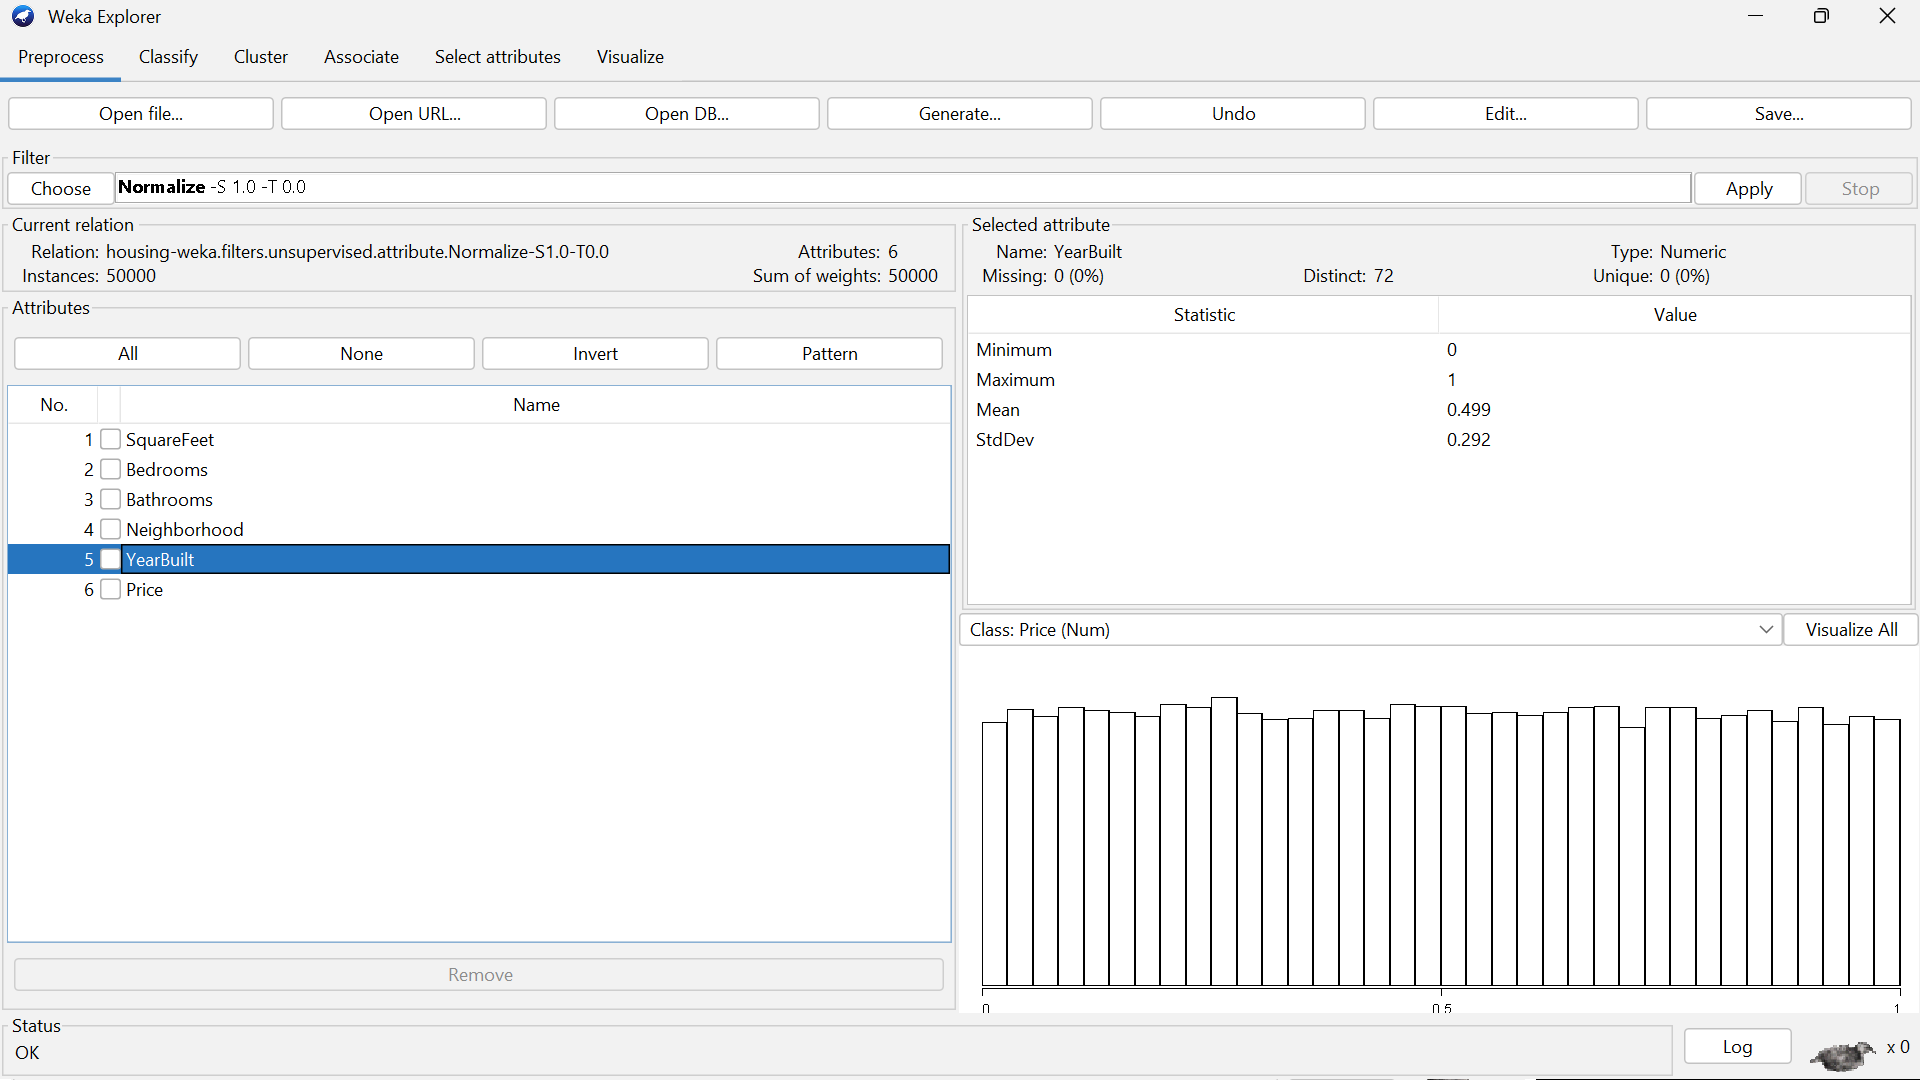 Weka Explorer
Preprocess Classify Cluster Associate Select attributes Visualize
Open file... Open URL... Open DB... Generate... Undo Edit... Save...
Filter
Choose Normalize -S 1.0 -T 0.0 Apply Stop
Current relation
Relation: housing-weka.filters.unsupervised.attribute.Normalize-S1.0-T0.0 Attributes: 6
Instances: 50000 Sum of weights: 50000
Attributes
All None Invert Pattern
No. Name
1 SquareFeet
2 Bedrooms
3 Bathrooms
4 Neighborhood
5 YearBuilt
6 Price
Remove
Selected attribute
Name: YearBuilt Type: Numeric
Missing: 0 (0%) Distinct: 72 Unique: 0 (0%)
Statistic Value
Minimum 0
Maximum 1
Mean 0.499
StdDev 0.292
Class: Price (Num) Visualize All
0 0.5 1
Status
OK
Log x 0